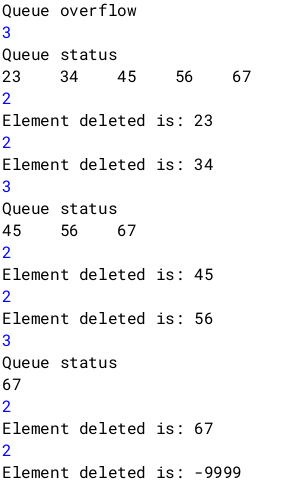 Queue overflow
3
Queue status
23    34    45    56    67
2
Element deleted is: 23
2
Element deleted is: 34
3
Queue status
45    56    67
2
Element deleted is: 45
2
Element deleted is: 56
3
Queue status
67
2
Element deleted is: 67
2
Element deleted is: -9999